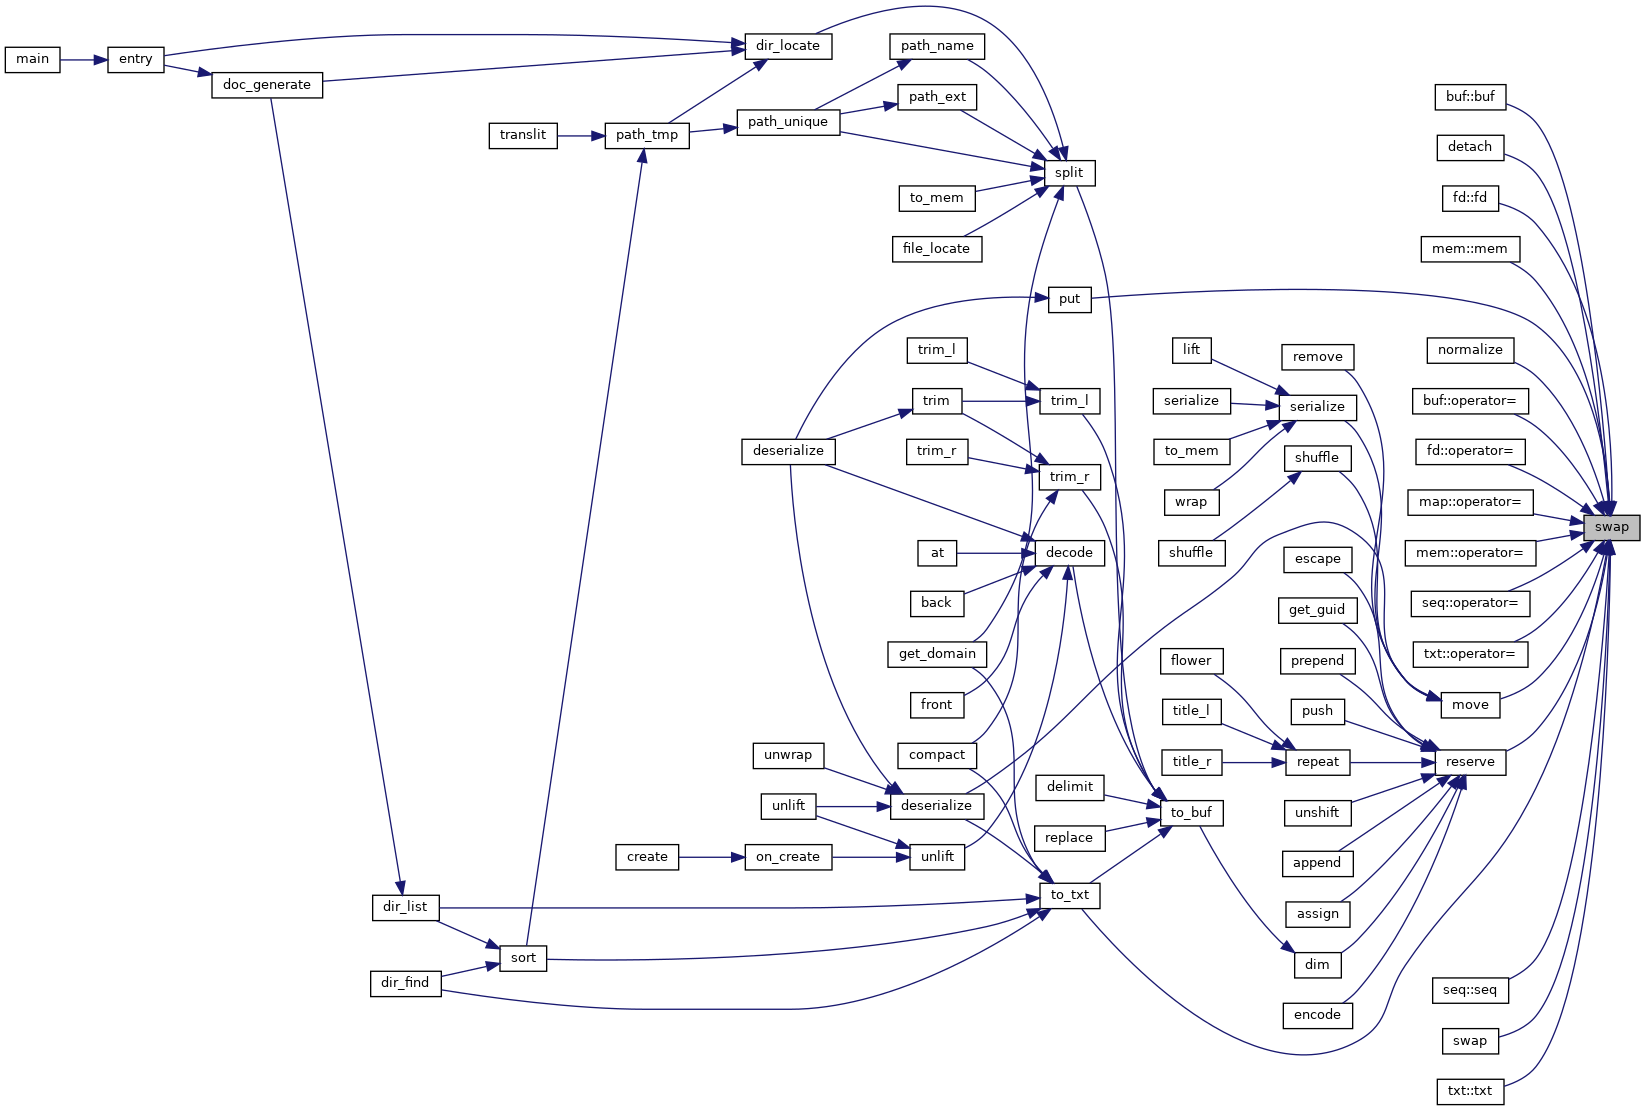 main
entry
doc_generate
dir_list
dir_find
translit
sort
path_tmp
create
dir_locate
path_unique
deserialize
unwrap
unlift
on_create
path_name
path_ext
to_mem
file_locate
trim_l
trim
trim_r
at
back
get_domain
front
compact
deserialize
unlift
split
put
trim_l
trim_r
decode
delimit
replace
to_txt
lift
serialize
to_mem
wrap
shuffle
flower
title_l
title_r
to_buf
remove
serialize
shuffle
escape
get_guid
prepend
push
repeat
unshift
append
assign
dim
encode
buf::buf
detach
fd::fd
mem::mem
normalize
buf::operator=
fd::operator=
map::operator=
mem::operator=
seq::operator=
txt::operator=
move
reserve
seq::seq
swap
txt::txt
swap